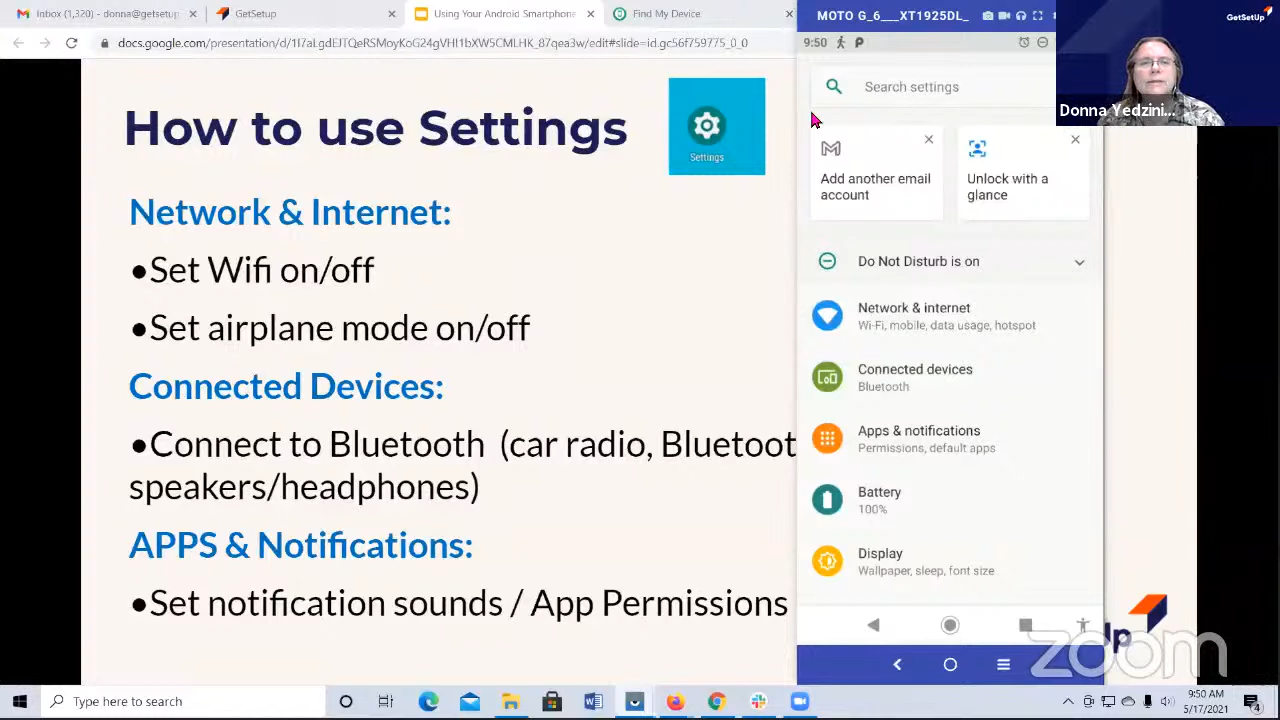 Inbox (1,320) - donna@getsetup
GetSetUp
Using Your Android Smartphone
Find My Device
docs.google.com/presentation/d/
/edit#slide=id.gc56f759775_0_0
MOTO G_6___XT1925DL_
GetSetUp
Donna Yedzini...
9:50
Search settings
Add another email
account
Unlock with a
glance
Do Not Disturb is on
Network & internet
Wi-Fi, mobile, data usage, hotspot
Connected devices
Bluetooth
Apps & notifications
Permissions, default apps
Battery
100%
Display
Wallpaper, sleep, font size
How to use Settings
Settings
Network & Internet:
•Set Wifi on/off
•Set airplane mode on/off
Connected Devices:
•Connect to Bluetooth (car radio, Bluetoot
speakers/headphones)
APPS & Notifications:
•Set notification sounds / App Permissions
up
zoom
Type here to search
9:50 AM
5/17/2021